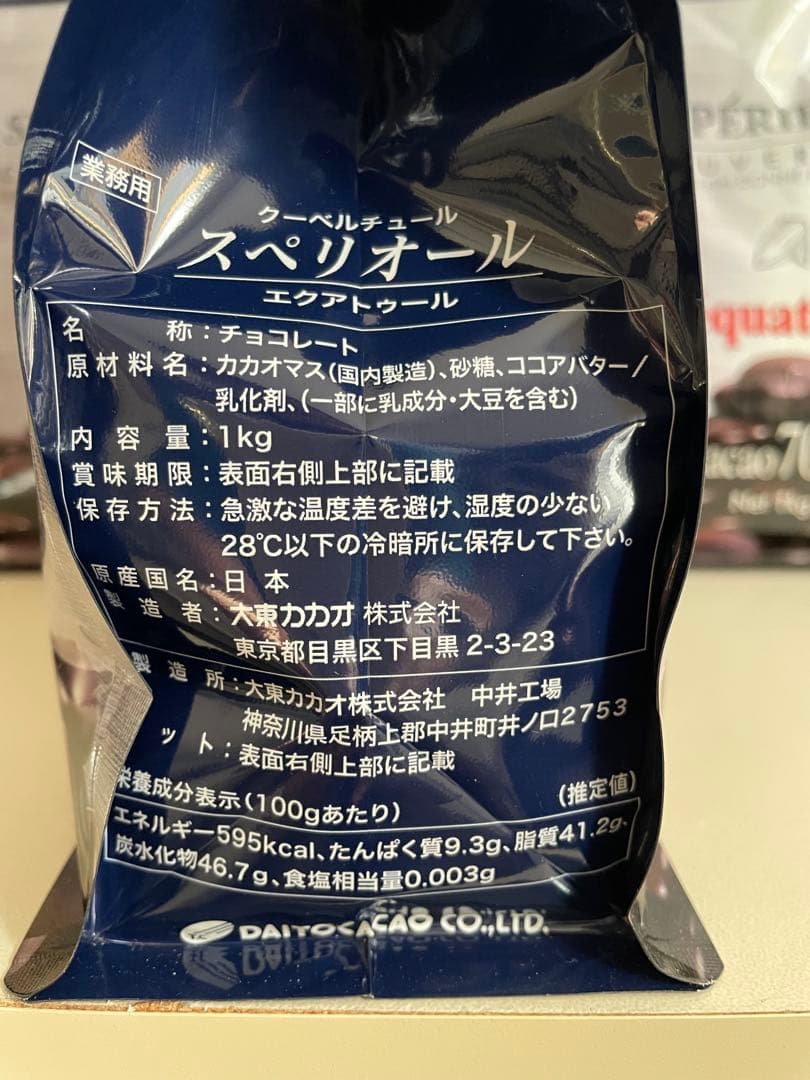 業務用
クーベルチュール
スペリオール
エクアトゥール
名 称：チョコレート
原材料名：カカオマス（国内製造）、砂糖、ココアバター/
乳化剤、（一部に乳成分・大豆を含む）
内容量：1kg
賞味期限：表面右側上部に記載
保存方法：急激な温度差を避け、湿度の少ない
28℃以下の冷暗所に保存して下さい。
原産国名：日本
製造者：大東カカオ 株式会社
東京都目黒区下目黒 2-3-23
製造所：大東カカオ株式会社 中井工場
神奈川県足柄上郡中井町井ノ口2753
ット：表面右側上部に記載
栄養成分表示（100gあたり） （推定値）
エネルギー595kcal、たんぱく質9.3g、脂質41.2g、
炭水化物46.7g、食塩相当量0.003g
DAITOCACAO CO.,LTD.